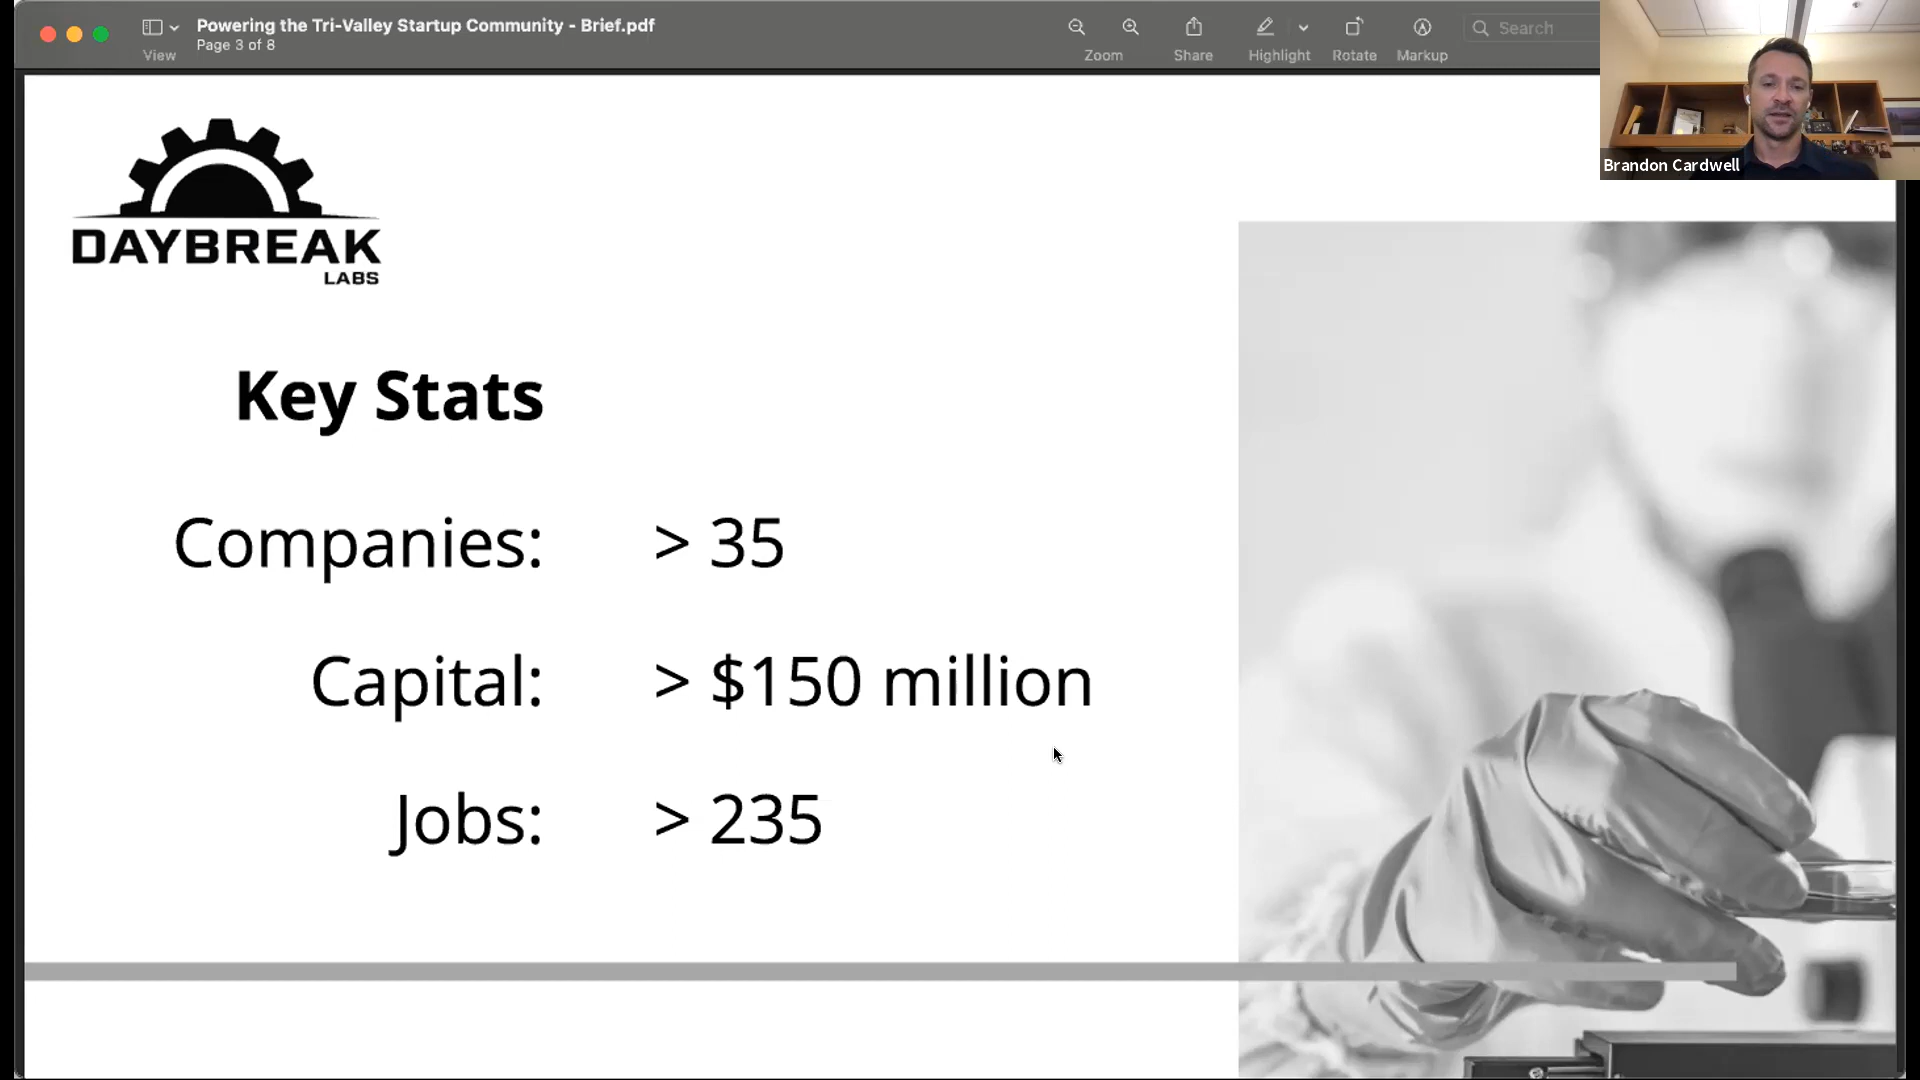 Powering the Tri-Valley Startup Community - Brief.pdf
Page 3 of 8
View
Zoom
Share
Highlight
Rotate
Markup
Search
Brandon Cardwell
DAYBREAK
LABS
Key Stats
Companies: > 35
Capital: > $150 million
Jobs: > 235